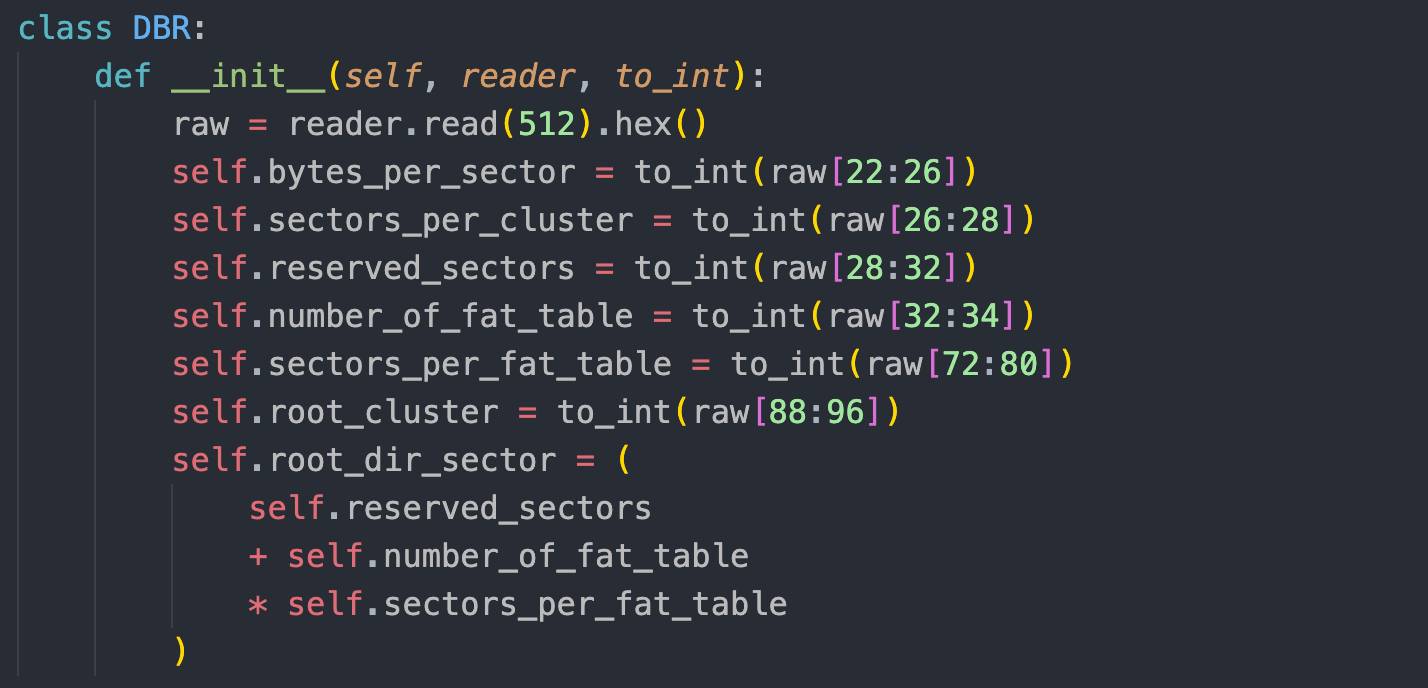 class DBR:
    def __init__(self, reader, to_int):
        raw = reader.read(512).hex()
        self.bytes_per_sector = to_int(raw[22:26])
        self.sectors_per_cluster = to_int(raw[26:28])
        self.reserved_sectors = to_int(raw[28:32])
        self.number_of_fat_table = to_int(raw[32:34])
        self.sectors_per_fat_table = to_int(raw[72:80])
        self.root_cluster = to_int(raw[88:96])
        self.root_dir_sector = (
            self.reserved_sectors
            + self.number_of_fat_table
            * self.sectors_per_fat_table
        )